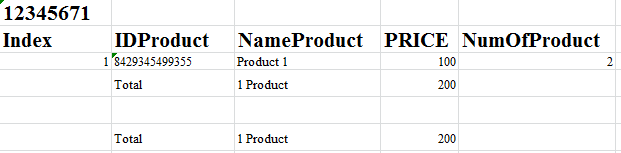 12345671
Index IDProduct NameProduct PRICE NumOfProduct
1 8429345499355 Product 1 100 2
Total 1 Product 200
Total 1 Product 200